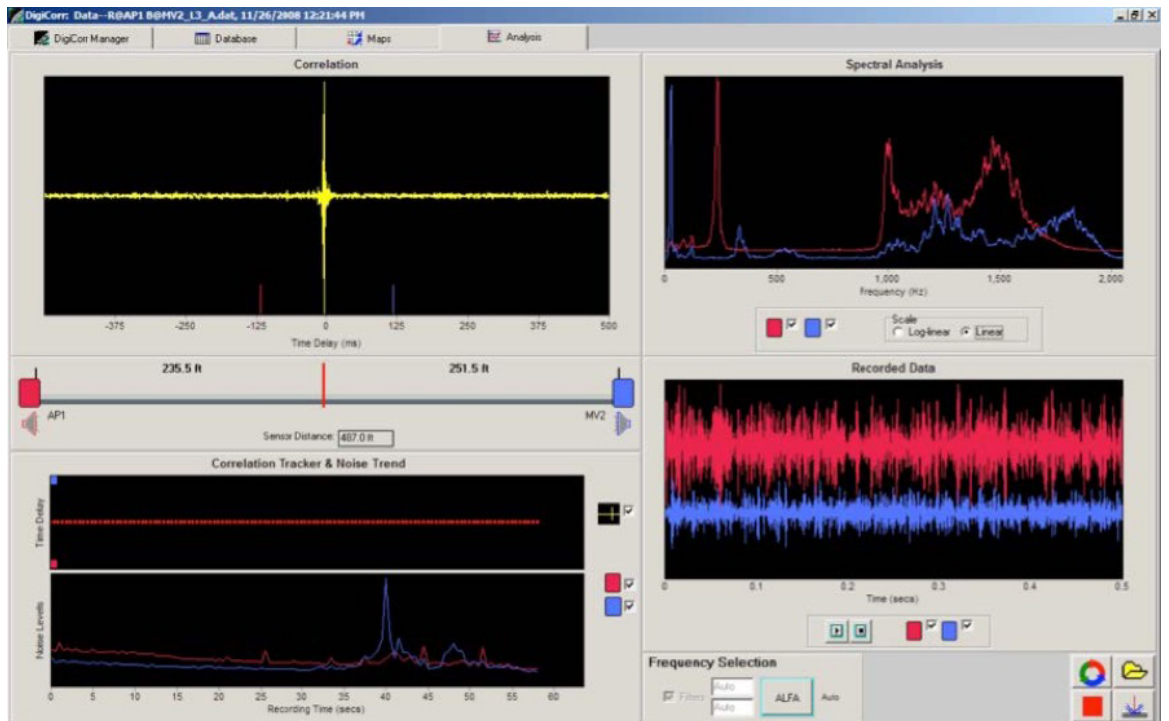 DigiCorr: Data--R@AP1 B@MV2_L3_A.dat, 11/26/2008 12:21:44 PM
DigiCorr Manager Database Maps Analysis
Correlation
-375 -250 -125 0 125 250 375 500
Time Delay (ms)
235.5 ft 251.5 ft
AP1 MV2
Sensor Distance: 487.0 ft
Correlation Tracker & Noise Trend
Time-Delay
Noise Levels
0 5 10 15 20 25 30 35 40 45 50 55 60
Recording Time (secs)
Spectral Analysis
0 500 1,000 1,500 2,000
Frequency (Hz)
Scale
Log-linear Linear
Recorded Data
0 0.1 0.2 0.3 0.4 0.5
Time (secs)
Frequency Selection
Filters Auto
Auto
ALFA Auto